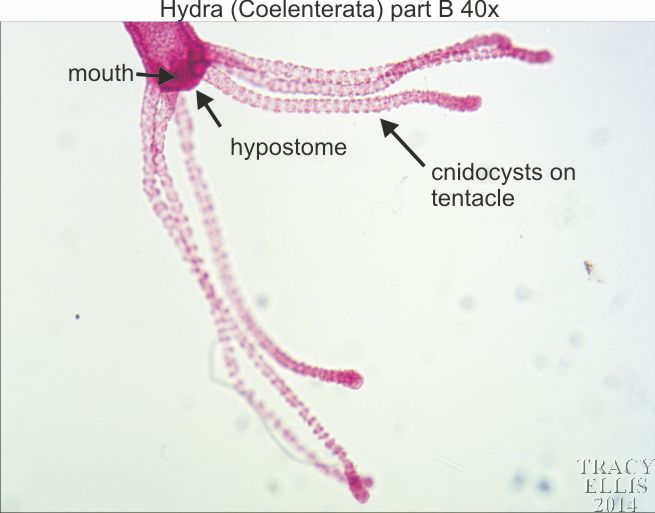 Hydra (Coelenterata) part B 40x
mouth
hypostome
cnidocysts on
tentacle
TRACY
ELLIS
2014